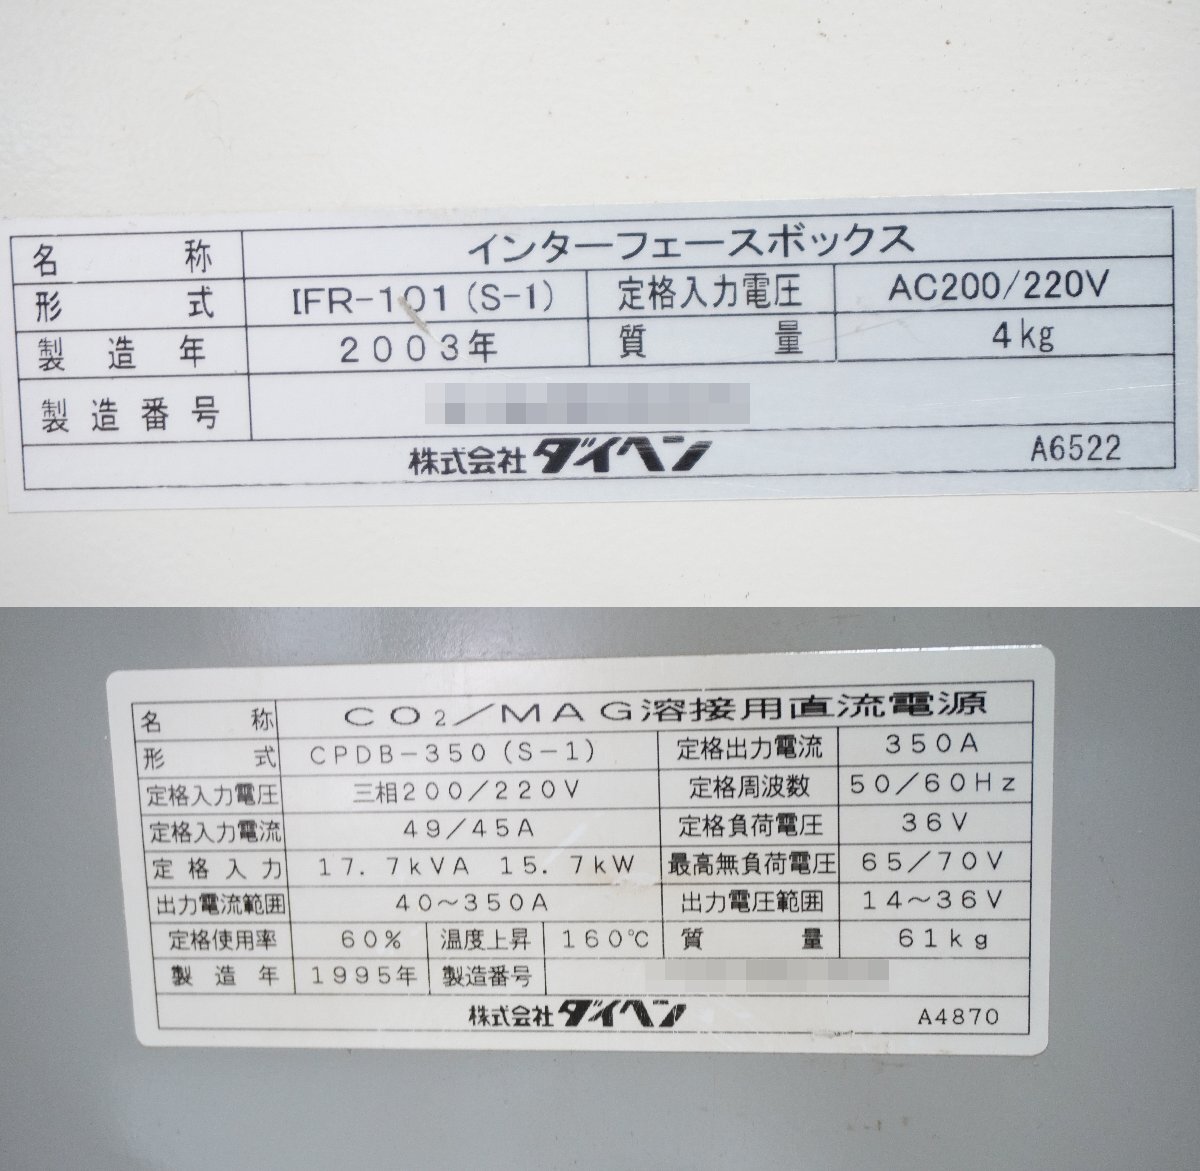 名称 インターフェースボックス
形式 IFR-101(S-1) 定格入力電圧 AC200/220V
製造年 2003年 質量 4kg
製造番号
株式会社ダイヘン A6522
名称 CO2/MAG溶接用直流電源
形式 CPDB-350(S-1) 定格出力電流 350A
定格入力電圧 三相200/220V 定格周波数 50/60Hz
定格入力電流 49/45A 定格負荷電圧 36V
定格入力 17.7kVA 15.7kW 最高無負荷電圧 65/70V
出力電流範囲 40～350A 出力電圧範囲 14～36V
定格使用率 60% 温度上昇 160℃ 質量 61kg
製造年 1995年 製造番号
株式会社ダイヘン A4870